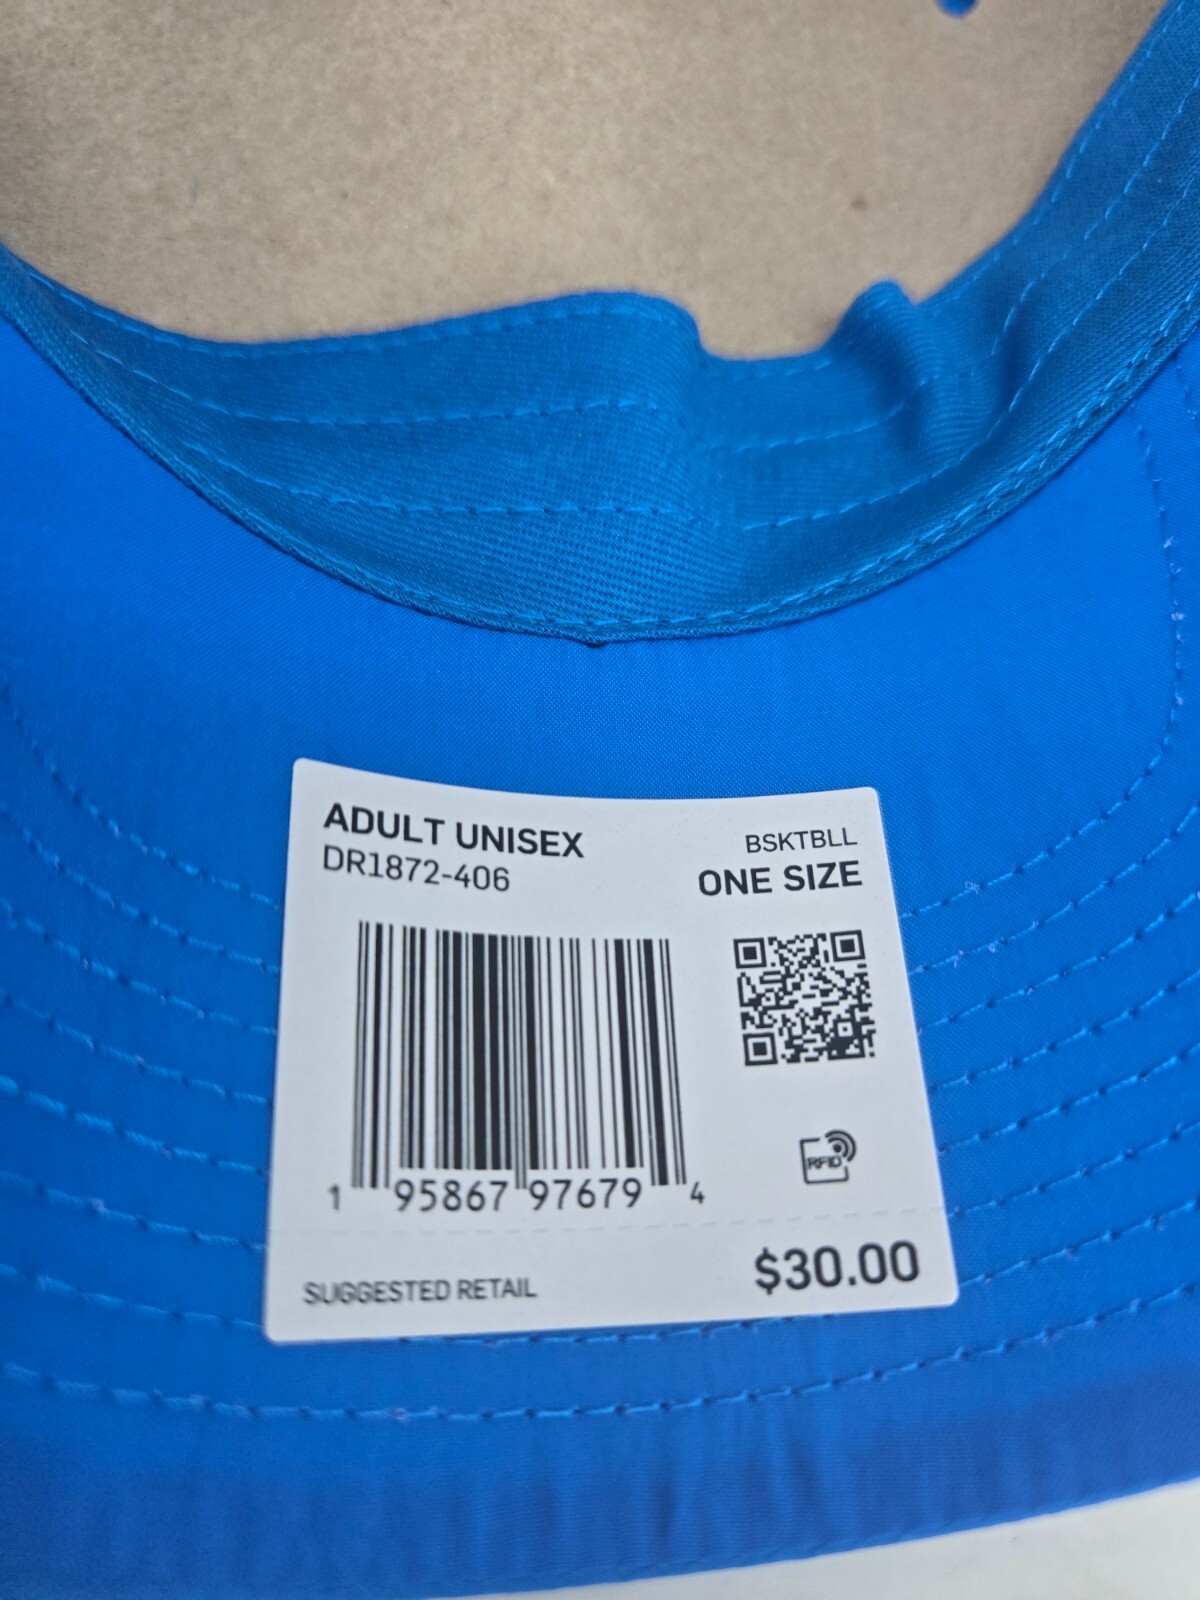 ADULT UNISEX
DR1872-406
BSKTBLL
ONE SIZE
1 95867 97679 4
RFID
SUGGESTED RETAIL
$30.00